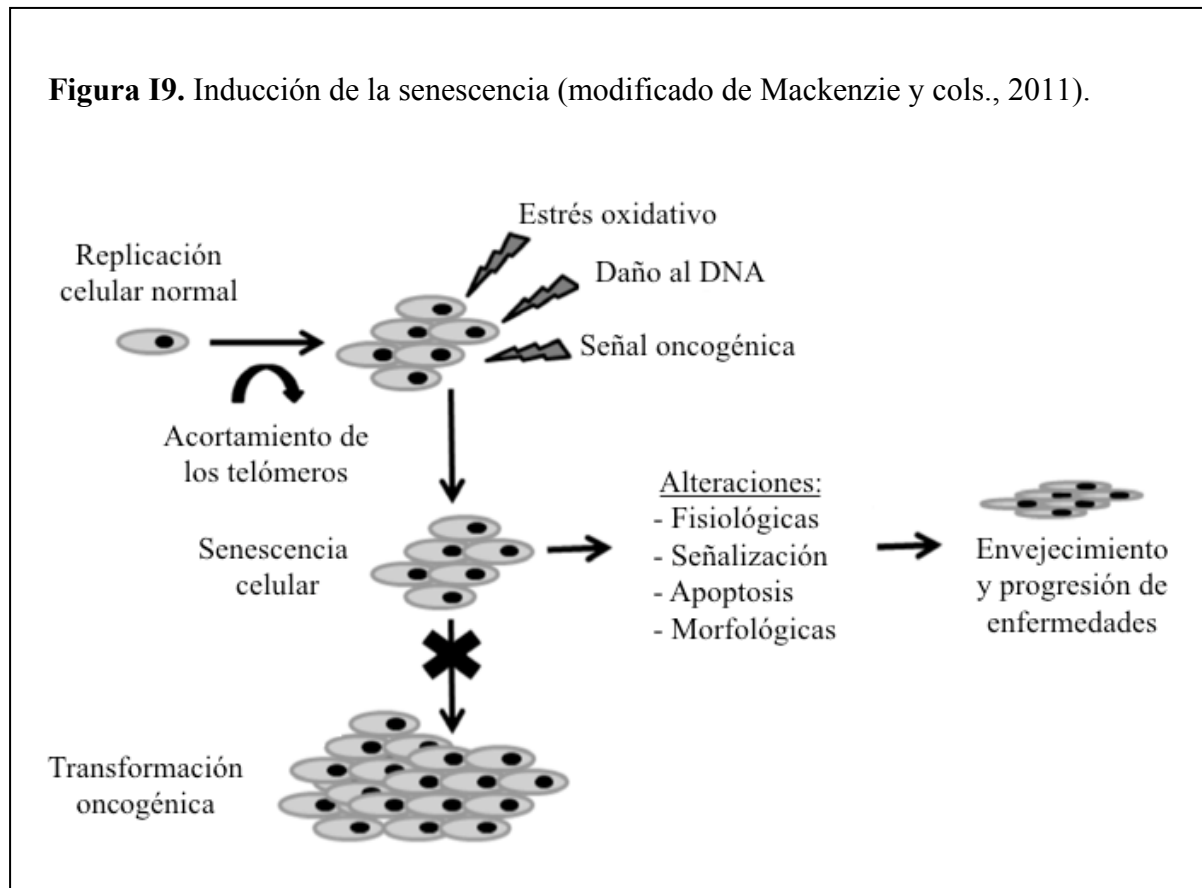 Figura I9. Inducción de la senescencia (modificado de Mackenzie y cols., 2011).
Estrés oxidativo
Replicación
celular normal
Daño al DNA
Señal oncogénica
Acortamiento de
los telómeros
Senescencia
celular
Alteraciones:
- Fisiológicas
- Señalización
- Apoptosis
- Morfológicas
Envejecimiento
y progresión de
enfermedades
Transformación
oncogénica